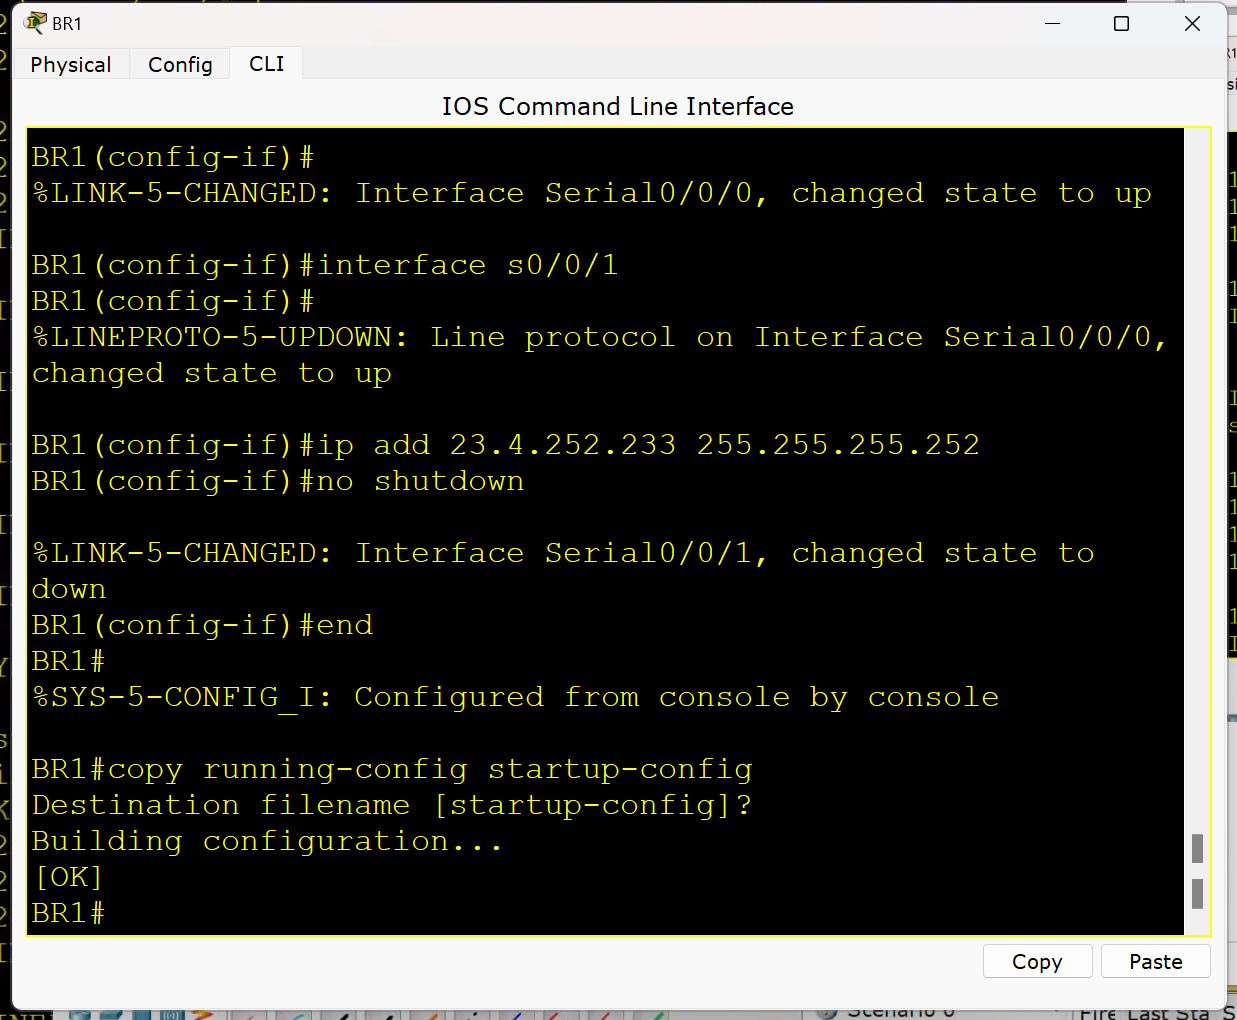 BR1
Physical Config CLI
IOS Command Line Interface
BR1(config-if)#
%LINK-5-CHANGED: Interface Serial0/0/0, changed state to up
BR1(config-if)#interface s0/0/1
BR1(config-if)#
%LINEPROTO-5-UPDOWN: Line protocol on Interface Serial0/0/0,
changed state to up
BR1(config-if)#ip add 23.4.252.233 255.255.255.252
BR1(config-if)#no shutdown
%LINK-5-CHANGED: Interface Serial0/0/1, changed state to
down
BR1(config-if)#end
BR1#
%SYS-5-CONFIG_I: Configured from console by console
BR1#copy running-config startup-config
Destination filename [startup-config]?
Building configuration...
[OK]
BR1#
Copy Paste
Scenario 0 Fire Last Sta